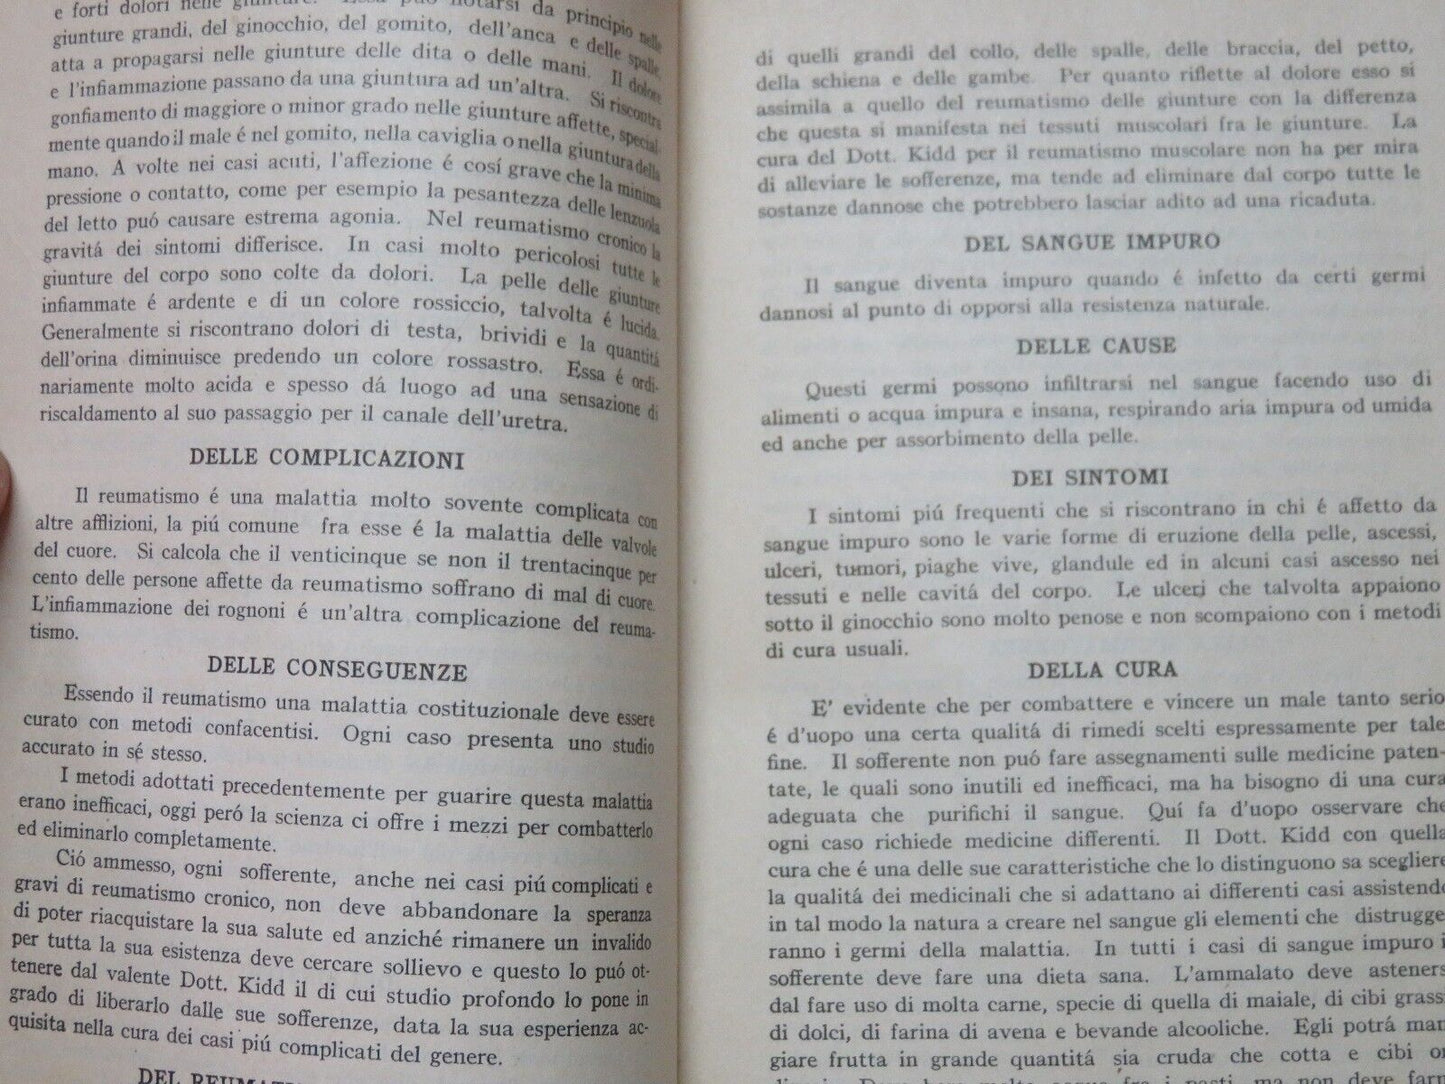 e forti dolori nelle giunture. Essa può notarsi da principio nelle
giunture grandi, del ginocchio, del gomito, dell'anca e delle spalle,
atta a propagarsi nelle giunture delle dita o delle mani. Il dolore
e l'infiammazione passano da una giuntura ad un'altra. Si riscontra
gonfiamento di maggiore o minor grado nelle giunture affette, special-
mente quando il male é nel gomito, nella caviglia o nella giuntura della
mano. A volte nei casi acuti, l'affezione é cosí grave che la minima
pressione o contatto, come per esempio la pesantezza delle lenzuola
del letto puó causare estrema agonia. Nel reumatismo cronico la
gravitá dei sintomi differisce. In casi molto pericolosi tutte le
giunture del corpo sono colte da dolori. La pelle delle giunture
infiammate é ardente e di un colore rossiccio, talvolta é lucida.
Generalmente si riscontrano dolori di testa, brividi e la quantitá
dell'orina diminuisce predendo un colore rossastro. Essa é ordi-
nariamente molto acida e spesso dá luogo ad una sensazione di
riscaldamento al suo passaggio per il canale dell'uretra.
DELLE COMPLICAZIONI
Il reumatismo é una malattia molto sovente complicata con
altre afflizioni, la piú comune fra esse é la malattia delle valvole
del cuore. Si calcola che il venticinque se non il trentacinque per
cento delle persone affette da reumatismo soffrano di mal di cuore.
L'infiammazione dei rognoni é un'altra complicazione del reuma-
tismo.
DELLE CONSEGUENZE
Essendo il reumatismo una malattia costituzionale deve essere
curato con metodi confacentisi. Ogni caso presenta uno studio
accurato in sé stesso.
I metodi adottati precedentemente per guarire questa malattia
erano inefficaci, oggi peró la scienza ci offre i mezzi per combatterlo
ed eliminarlo completamente.
Ció ammesso, ogni sofferente, anche nei casi piú complicati e
gravi di reumatismo cronico, non deve abbandonare la speranza
di poter riacquistare la sua salute ed anziché rimanere un invalido
per tutta la sua esistenza deve cercare sollievo e questo lo puó ot-
tenere dal valente Dott. Kidd il di cui studio profondo lo pone in
grado di liberarlo dalle sue sofferenze, data la sua esperienza ac-
quisita nella cura dei casi piú complicati del genere.
DEL
di quelli grandi del collo, delle spalle, delle braccia, del petto,
della schiena e delle gambe. Per quanto riflette al dolore esso si
assimila a quello del reumatismo delle giunture con la differenza
che questa si manifesta nei tessuti muscolari fra le giunture. La
cura del Dott. Kidd per il reumatismo muscolare non ha per mira
di alleviare le sofferenze, ma tende ad eliminare dal corpo tutte le
sostanze dannose che potrebbero lasciar adito ad una ricaduta.
DEL SANGUE IMPURO
Il sangue diventa impuro quando é infetto da certi germi
dannosi al punto di opporsi alla resistenza naturale.
DELLE CAUSE
Questi germi possono infiltrarsi nel sangue facendo uso di
alimenti o acqua impura e insana, respirando aria impura od umida
ed anche per assorbimento della pelle.
DEI SINTOMI
I sintomi piú frequenti che si riscontrano in chi é affetto da
sangue impuro sono le varie forme di eruzione della pelle, ascessi,
ulceri, tumori, piaghe vive, glandule ed in alcuni casi ascesso nei
tessuti e nelle cavitá del corpo. Le ulceri che talvolta appaiono
sotto il ginocchio sono molto penose e non scompaiono con i metodi
di cura usuali.
DELLA CURA
E' evidente che per combattere e vincere un male tanto serio
é d'uopo una certa qualitá di rimedi scelti espressamente per tale
fine. Il sofferente non puó fare assegnamenti sulle medicine paten-
tate, le quali sono inutili ed inefficaci, ma ha bisogno di una cura
adeguata che purifichi il sangue. Quí fa d'uopo osservare che
ogni caso richiede medicine differenti. Il Dott. Kidd con quella
cura che é una delle sue caratteristiche che lo distinguono sa scegliere
la qualitá dei medicinali che si adattano ai differenti casi assistendo
in tal modo la natura a creare nel sangue gli elementi che distrugge-
ranno i germi della malattia. In tutti i casi di sangue impuro i
sofferente deve fare una dieta sana. L'ammalato deve asteners
dal fare uso di molta carne, specie di quella di maiale, di cibi grass
di dolci, di farina di avena e bevande alcooliche. Egli potrá man
giare frutta in grande quantitá sia cruda che cotta e cibi or
fra i pasti, ma non deve farn